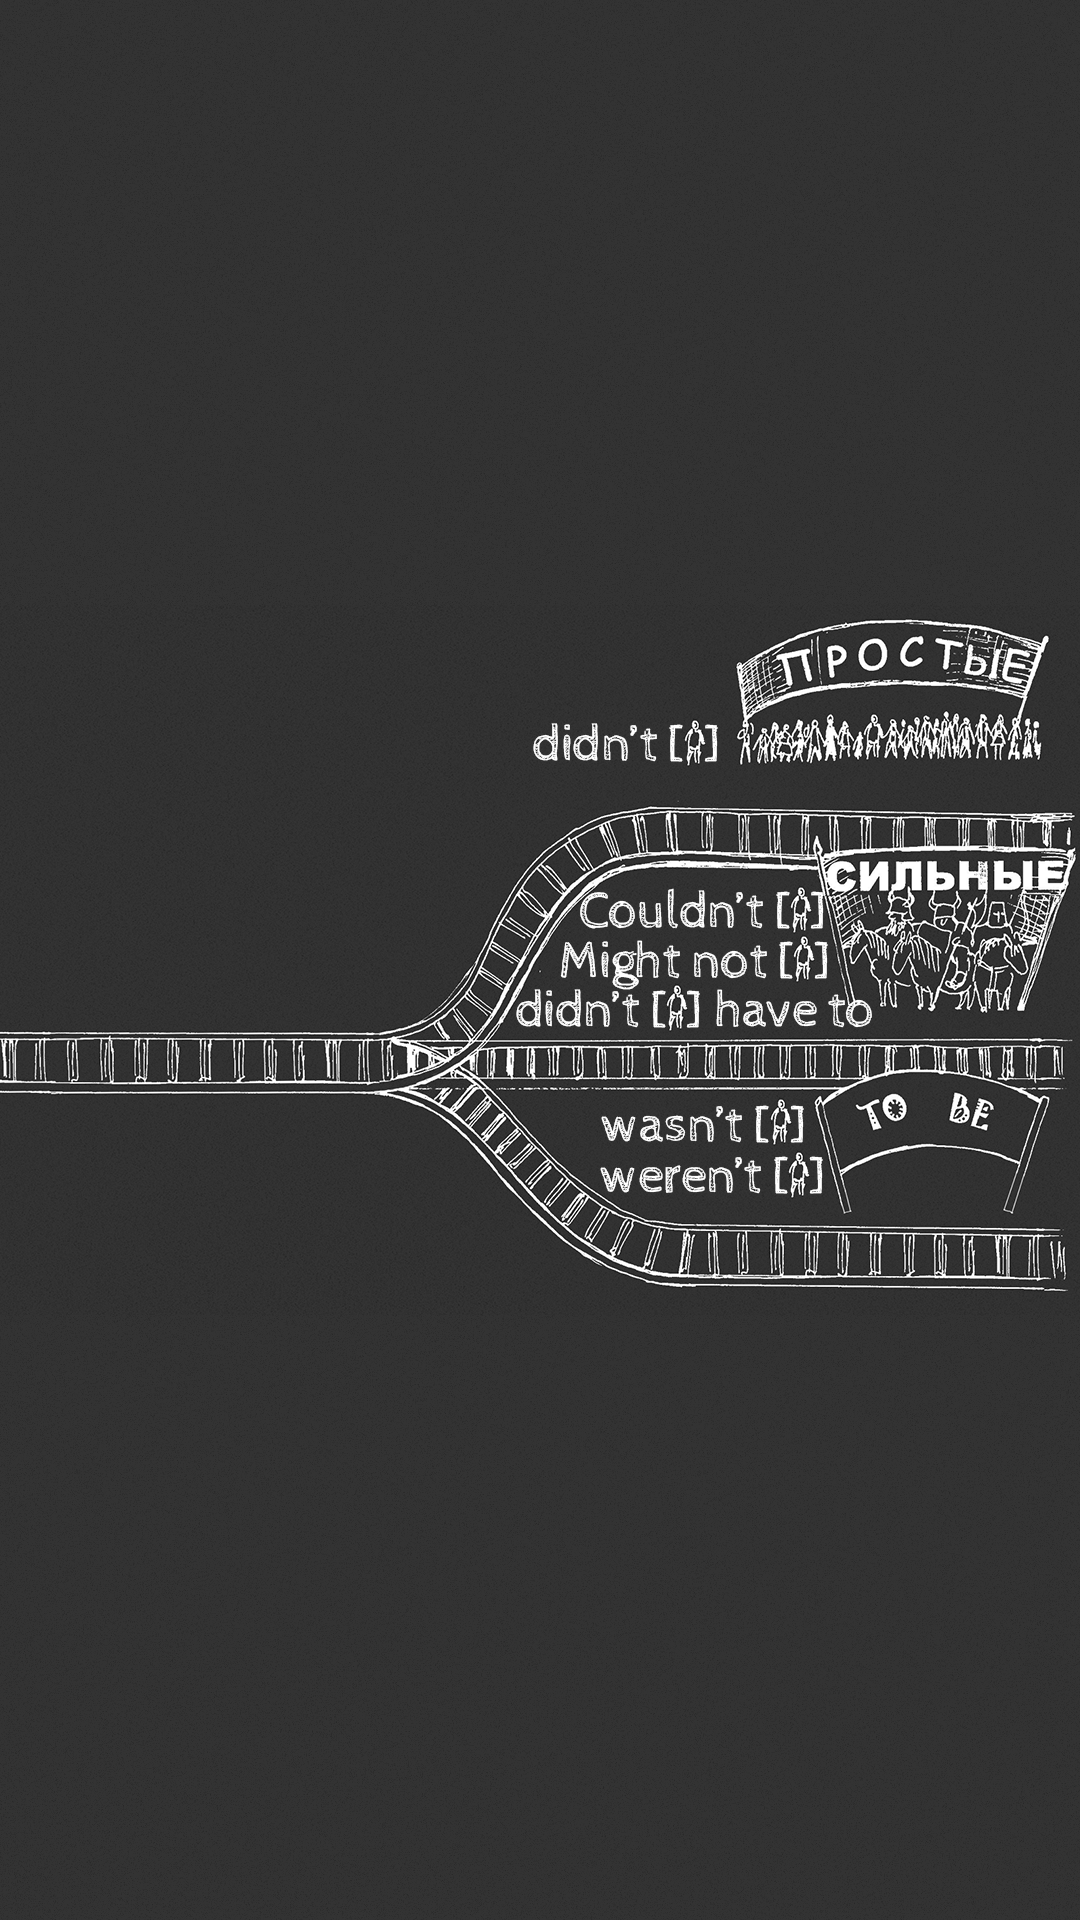 ПРОСТЫЕ
didn't []
СИЛЬНЫЕ
Couldn't []
Might not []
didn't [] have to
TO BE
wasn't []
weren't []